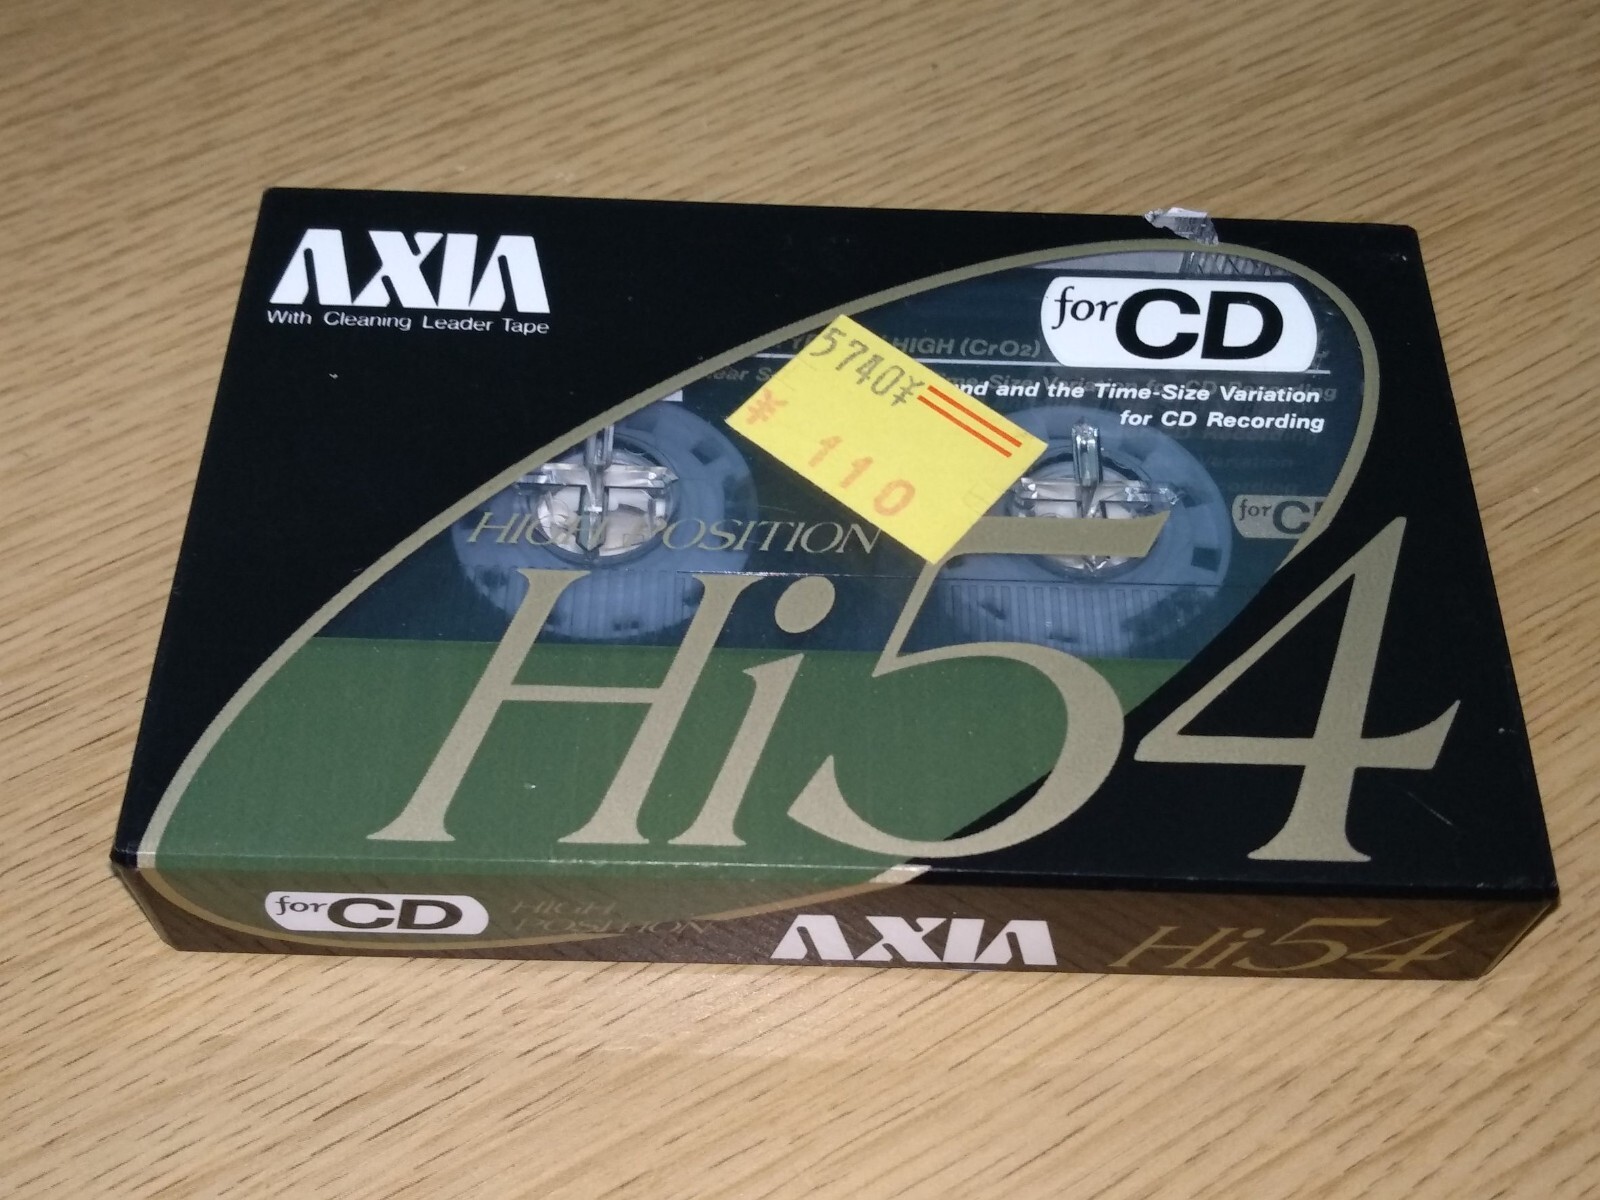 AXIA
With Cleaning Leader Tape
for CD
HIGH (CrO2)
5740¥
* 110
and the Time-Size Variation
for CD Recording
for
HIGH POSITION
Hi54
for CD
HIGH
POSITION
AXIA
Hi54